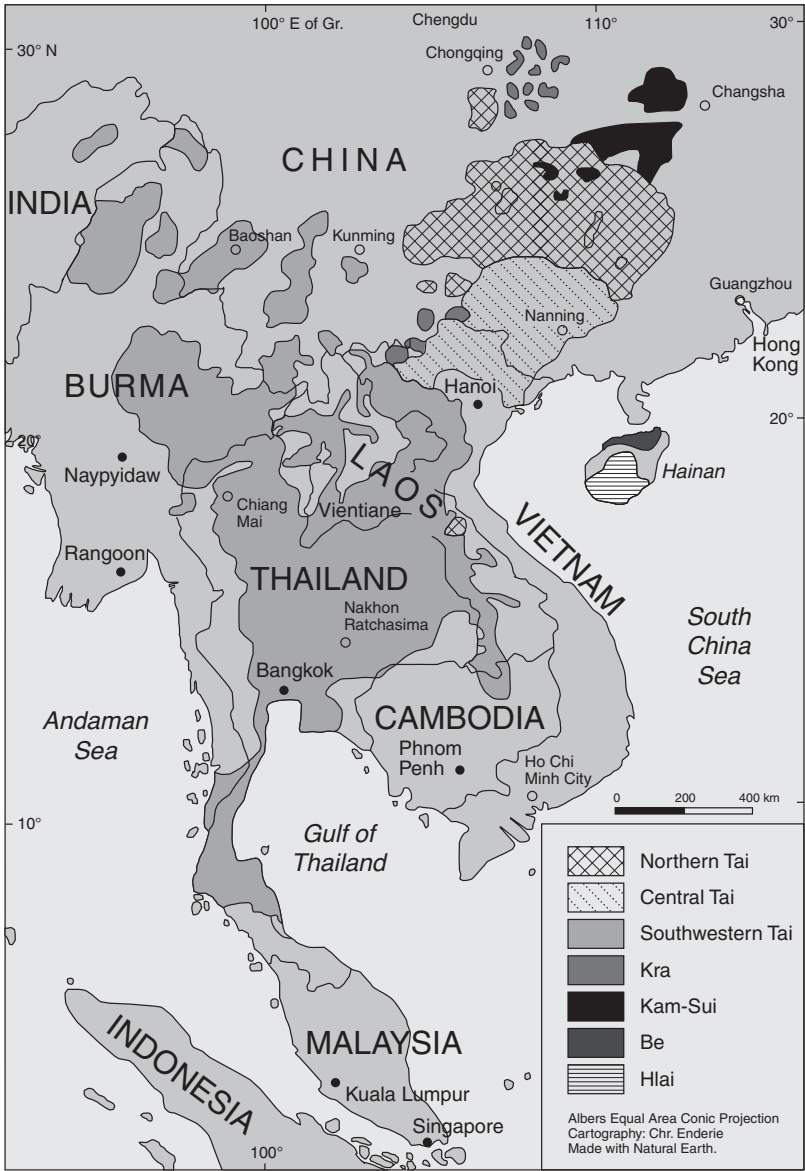 100° E of Gr.
Chengdu
110°
30°
30° N
Chongqing
Changsha
CHINA
INDIA
Baoshan
Kunming
Guangzhou
Nanning
Hong
Kong
BURMA
Hanoi
20°
20°
Naypyidaw
LAOS
Hainan
Chiang
Mai
Vientiane
VIETNAM
Rangoon
THAILAND
Nakhon
Ratchasima
South
China
Sea
Bangkok
Andaman
Sea
CAMBODIA
Phnom
Penh
Ho Chi
Minh City
0 200 400 km
10°
Gulf of
Thailand
Northern Tai
Central Tai
Southwestern Tai
Kra
Kam-Sui
Be
Hlai
INDONESIA
MALAYSIA
Kuala Lumpur
Singapore
100°
Albers Equal Area Conic Projection
Cartography: Chr. Enderie
Made with Natural Earth.